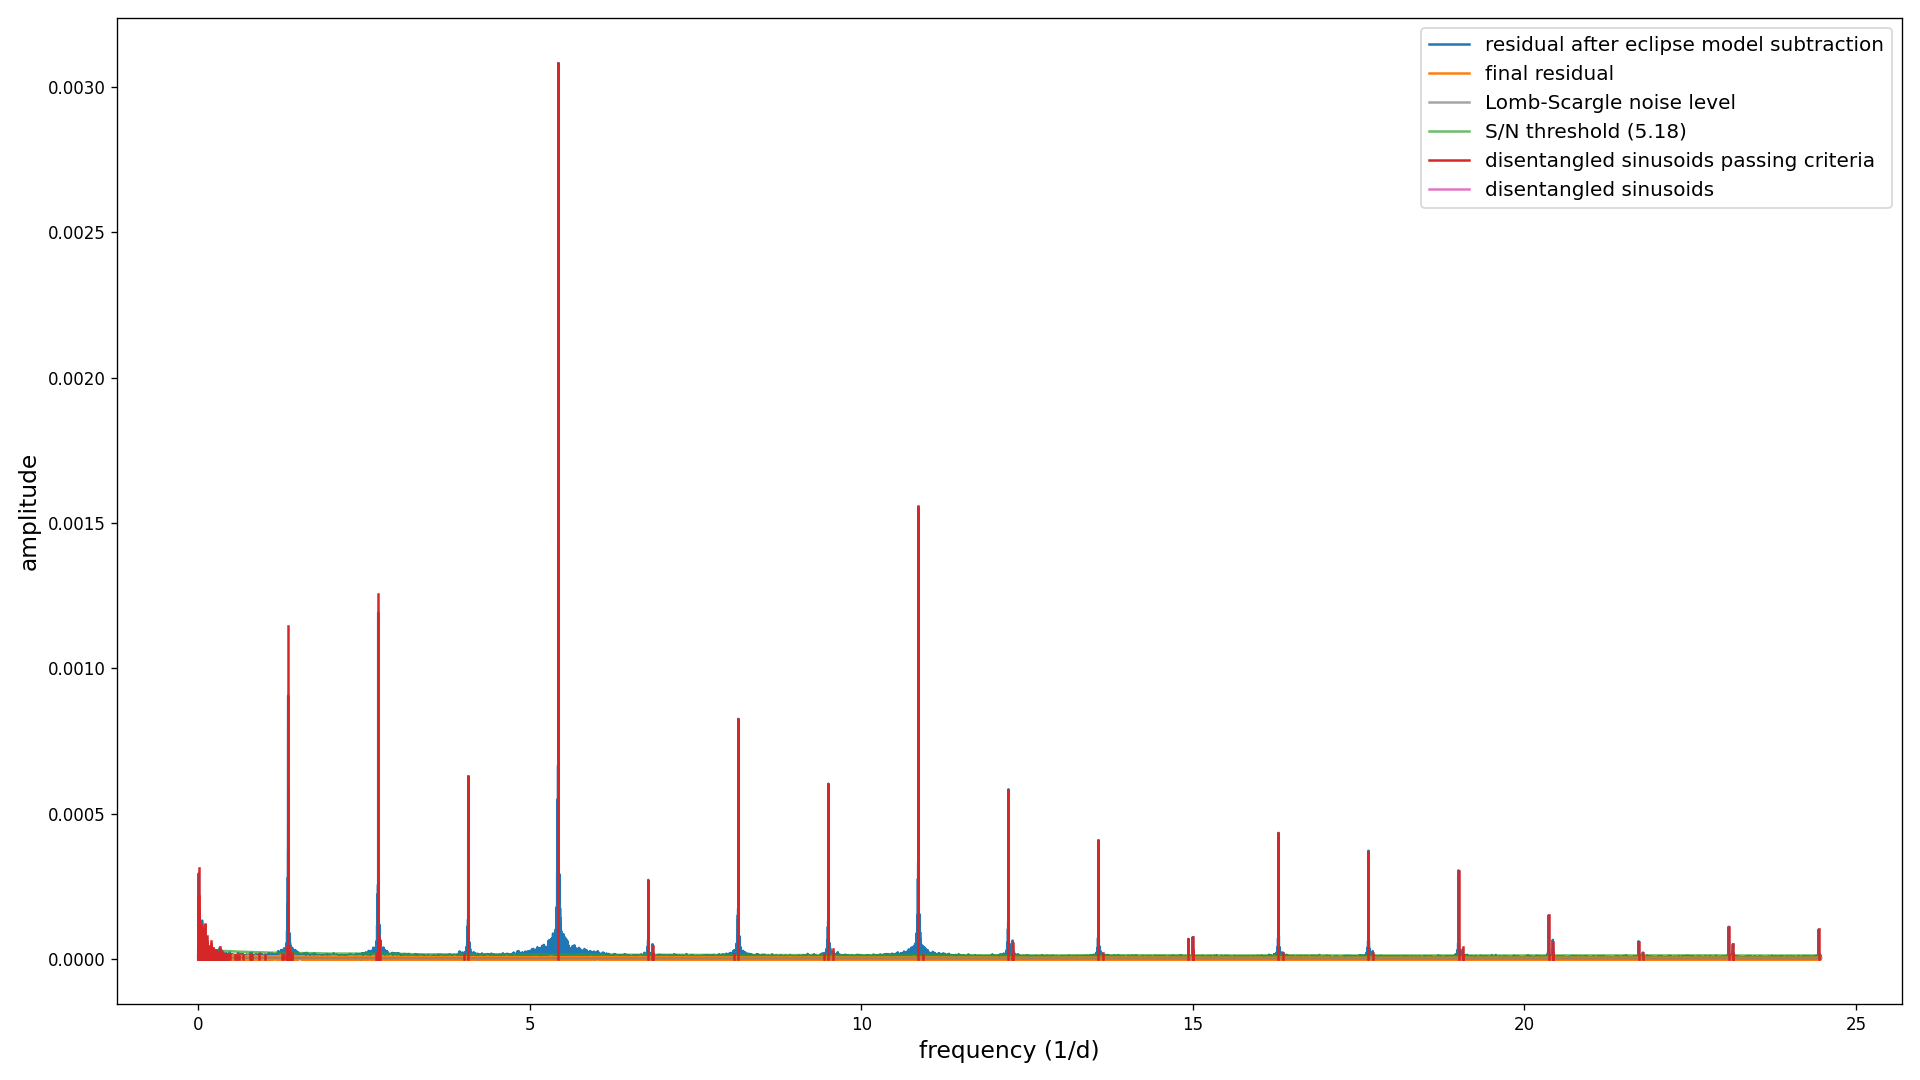 residual after eclipse model subtraction
final residual
Lomb-Scargle noise level
S/N threshold (5.18)
disentangled sinusoids passing criteria
disentangled sinusoids
0.0030
0.0025
0.0020
0.0015
0.0010
0.0005
0.0000
amplitude
0 5 10 15 20 25
frequency (1/d)